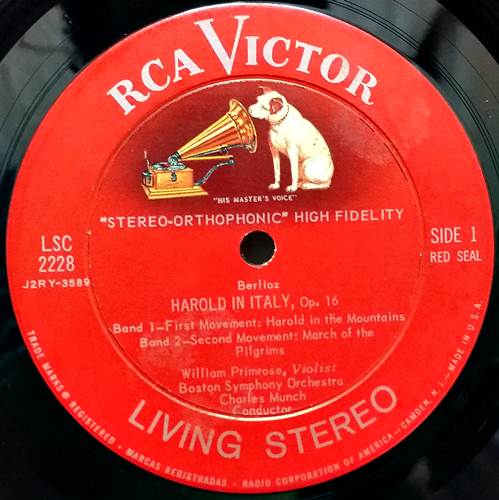 RCA VICTOR
"HIS MASTER'S VOICE"
"STEREO-ORTHOPHONIC" HIGH FIDELITY
LSC
2228
J2RY-3589
SIDE 1
RED SEAL
Berlioz
HAROLD IN ITALY, Op. 16
Band 1—First Movement: Harold in the Mountains
Band 2—Second Movement: March of the
Pilgrims
William Primrose, Violist
Boston Symphony Orchestra
Charles Munch
Conductor
LIVING STEREO
TRADE MARKS ® REGISTERED • MARCAS REGISTRADAS • RADIO CORPORATION OF AMERICA—CAMDEN, N. J.—MADE IN U.S.A.